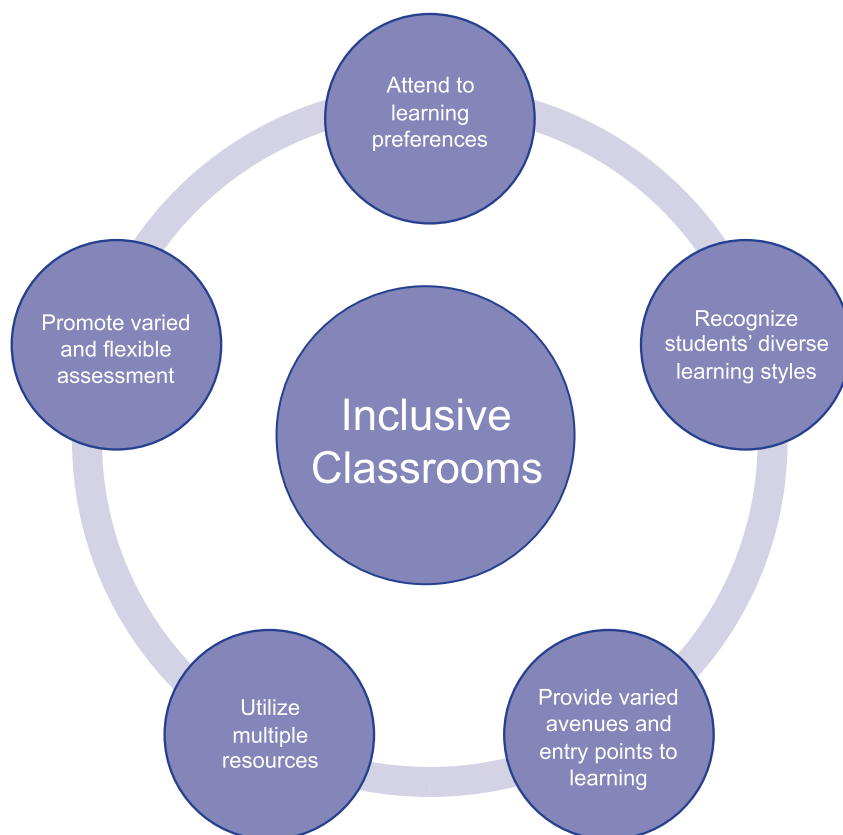 Attend to
learning
preferences
Recognize
students’ diverse
learning styles
Provide varied
avenues and
entry points to
learning
Utilize
multiple
resources
Promote varied
and flexible
assessment
Inclusive
Classrooms